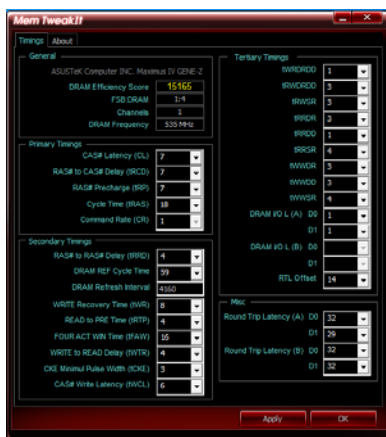 Mem TweakIt
Timings About
General
ASUSTeK Computer INC. Maximus IV GENE-Z
DRAM Efficiency Score 15165
FSB:DRAM 1:4
Channels 1
DRAM Frequency 535 MHz
Primary Timings
CAS# Latency (CL) 7
RAS# to CAS# Delay (tRCD) 7
RAS# Precharge (tRP) 7
Cycle Time (tRAS) 18
Command Rate (CR) 1
Secondary Timings
RAS# to RAS# Delay (tRRD) 4
DRAM REF Cycle Time 59
DRAM Refresh Interval 4160
WRITE Recovery Time (tWR) 8
READ to PRE Time (tRTP) 4
FOUR ACT WIN Time (tFAW) 16
WRITE to READ Delay (tWTR) 4
CKE Minimul Pulse Width (tCKE) 3
CAS# Write Latency (tWCL) 6
Tertiary Timings
tWRDRDD 1
tRWDRDD 3
tRWSR 3
tRRDR 3
tRRDD 1
tRRSR 4
tWWDR 3
tWWDD 3
tWWSR 4
DRAM I/O L (A) D0 1
D1 1
DRAM I/O L (B) D0
D1
RTL Offset 14
Misc
Round Trip Latency (A) D0 32
D1 29
Round Trip Latency (B) D0 32
D1 32
Apply OK